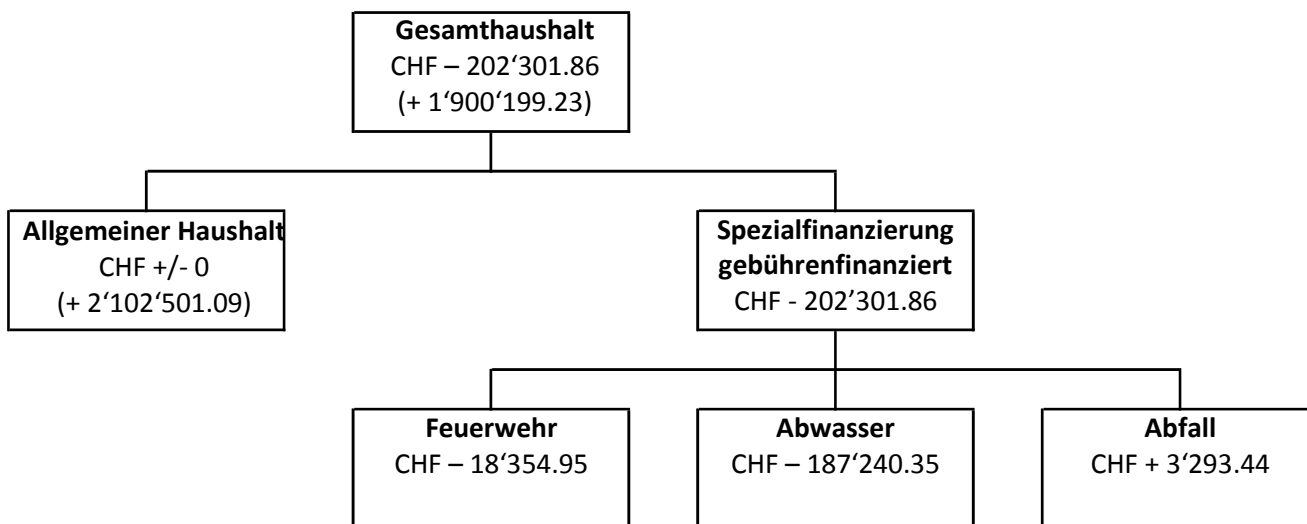 Gesamthaushalt
CHF – 202‘301.86
(+ 1‘900‘199.23)
Allgemeiner Haushalt
CHF +/- 0
(+ 2‘102‘501.09)
Spezialfinanzierung
gebührenfinanziert
CHF - 202’301.86
Feuerwehr
CHF – 18‘354.95
Abwasser
CHF – 187‘240.35
Abfall
CHF + 3‘293.44